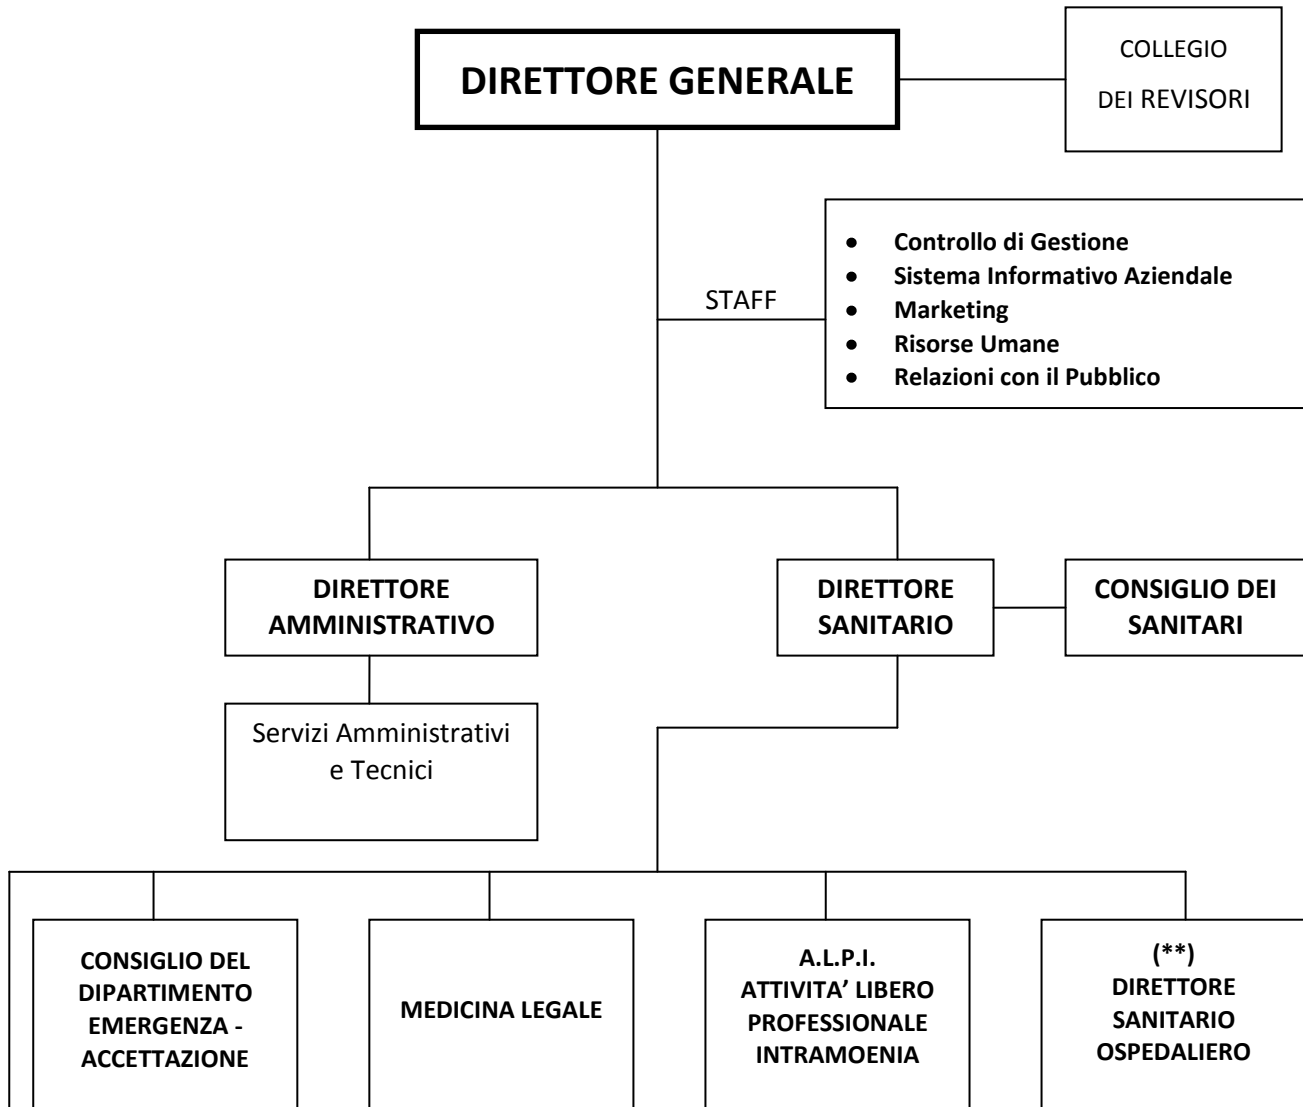 DIRETTORE GENERALE
COLLEGIO
DEI REVISORI
• Controllo di Gestione
• Sistema Informativo Aziendale
• Marketing
• Risorse Umane
• Relazioni con il Pubblico
STAFF
DIRETTORE
AMMINISTRATIVO
DIRETTORE
SANITARIO
CONSIGLIO DEI
SANITARI
Servizi Amministrativi
e Tecnici
CONSIGLIO DEL
DIPARTIMENTO
EMERGENZA -
ACCETTAZIONE
MEDICINA LEGALE
A.L.P.I.
ATTIVITA’ LIBERO
PROFESSIONALE
INTRAMOENIA
(**)
DIRETTORE
SANITARIO
OSPEDALIERO